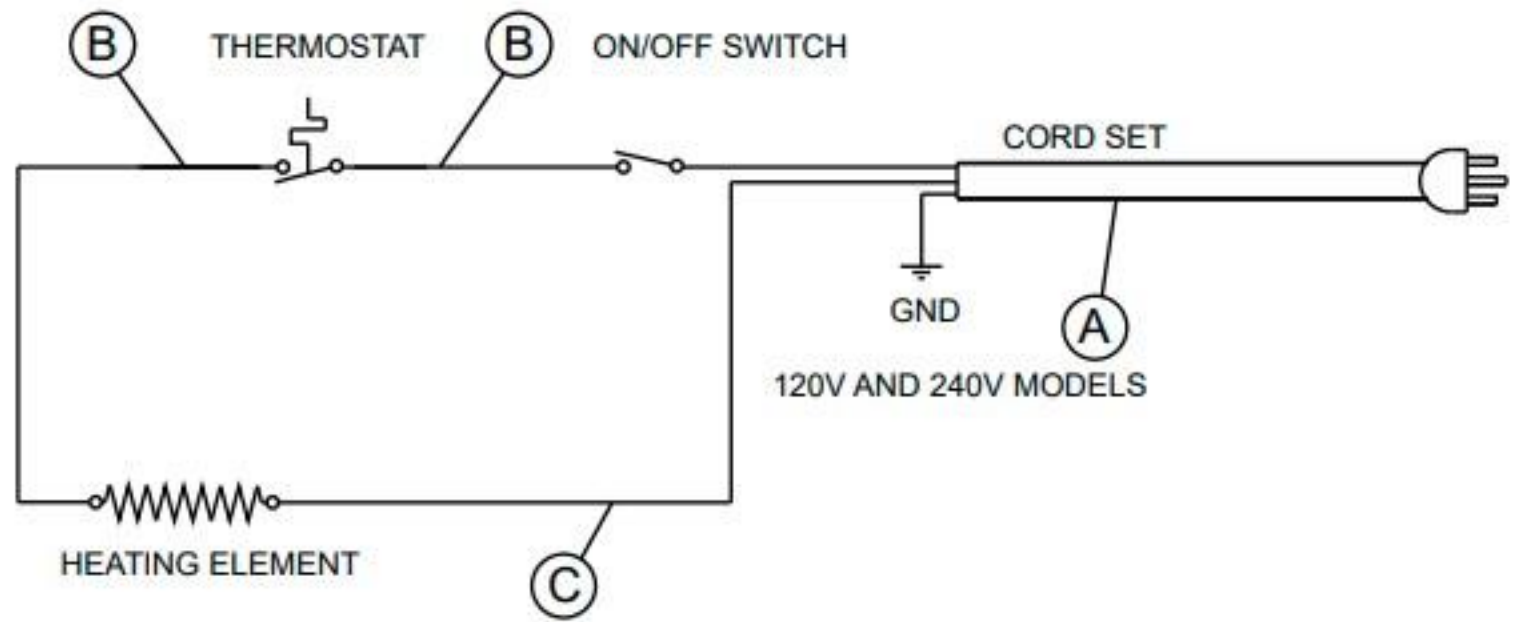 B THERMOSTAT B ON/OFF SWITCH
CORD SET
GND
A
120V AND 240V MODELS
HEATING ELEMENT
C